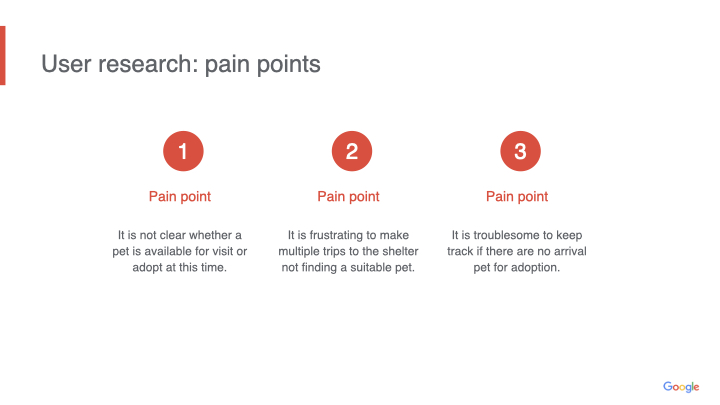 User research: pain points
1
2
3
Pain point
Pain point
Pain point
It is not clear whether a
pet is available for visit or
adopt at this time.
It is frustrating to make
multiple trips to the shelter
not finding a suitable pet.
It is troublesome to keep
track if there are no arrival
pet for adoption.
Google